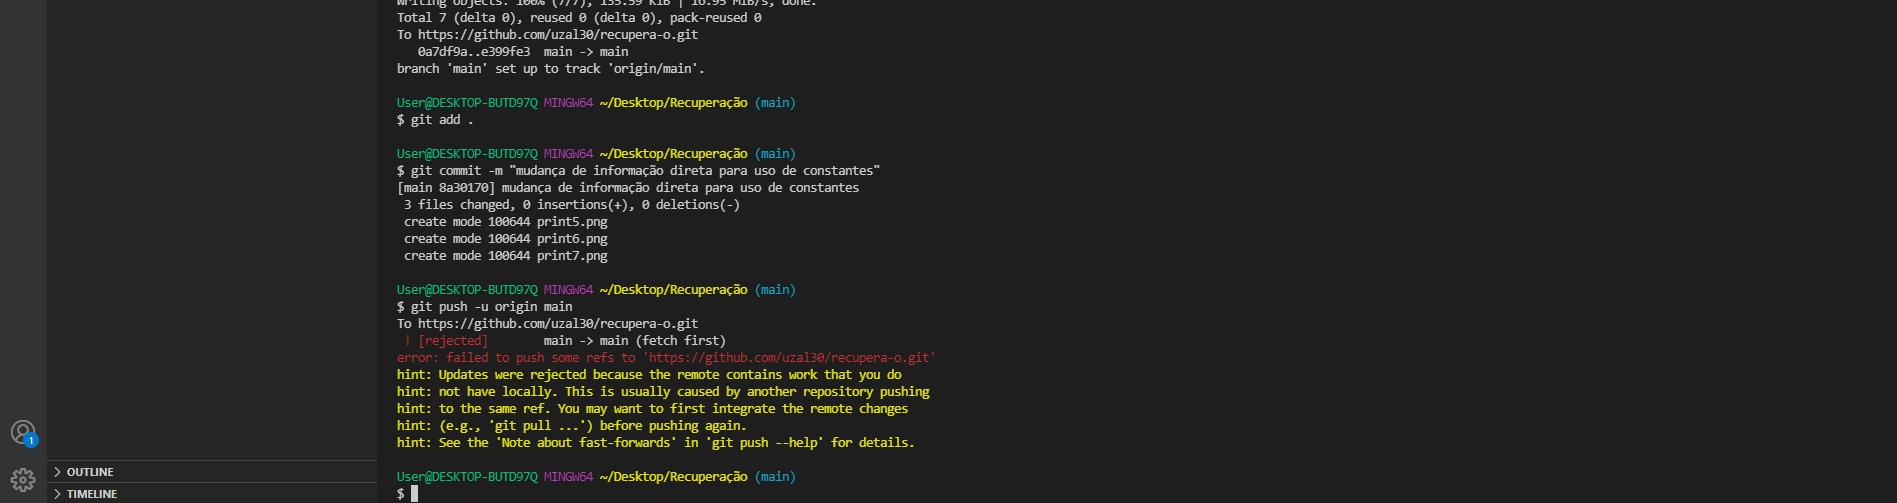 Writing objects: 100% (7/7), 135.59 KiB | 16.95 MiB/s, done.
Total 7 (delta 0), reused 0 (delta 0), pack-reused 0
To https://github.com/uzal30/recupera-o.git
   0a7df9a..e399fe3  main -> main
branch 'main' set up to track 'origin/main'.
User@DESKTOP-BUTD97Q MINGW64 ~/Desktop/Recuperação (main)
$ git add .
User@DESKTOP-BUTD97Q MINGW64 ~/Desktop/Recuperação (main)
$ git commit -m "mudança de informação direta para uso de constantes"
[main 8a30170] mudança de informação direta para uso de constantes
 3 files changed, 0 insertions(+), 0 deletions(-)
 create mode 100644 print5.png
 create mode 100644 print6.png
 create mode 100644 print7.png
User@DESKTOP-BUTD97Q MINGW64 ~/Desktop/Recuperação (main)
$ git push -u origin main
To https://github.com/uzal30/recupera-o.git
 ! [rejected]        main -> main (fetch first)
error: failed to push some refs to 'https://github.com/uzal30/recupera-o.git'
hint: Updates were rejected because the remote contains work that you do
hint: not have locally. This is usually caused by another repository pushing
hint: to the same ref. You may want to first integrate the remote changes
hint: (e.g., 'git pull ...') before pushing again.
hint: See the 'Note about fast-forwards' in 'git push --help' for details.
User@DESKTOP-BUTD97Q MINGW64 ~/Desktop/Recuperação (main)
$
1
OUTLINE
TIMELINE